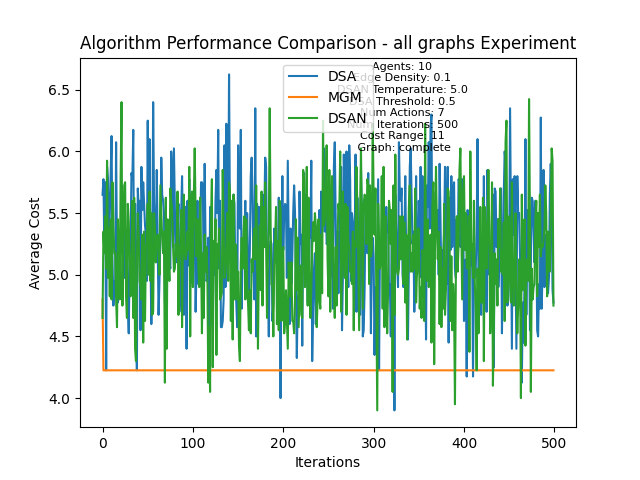 Algorithm Performance Comparison - all graphs Experiment
Agents: 10
Edge Density: 0.1
DSAN Temperature: 5.0
DSA Threshold: 0.5
Num Actions: 7
Num Iterations: 500
Cost Range: 11
Graph: complete
DSA
MGM
DSAN
6.5
6.0
5.5
5.0
4.5
4.0
Average Cost
0
100
200
300
400
500
Iterations